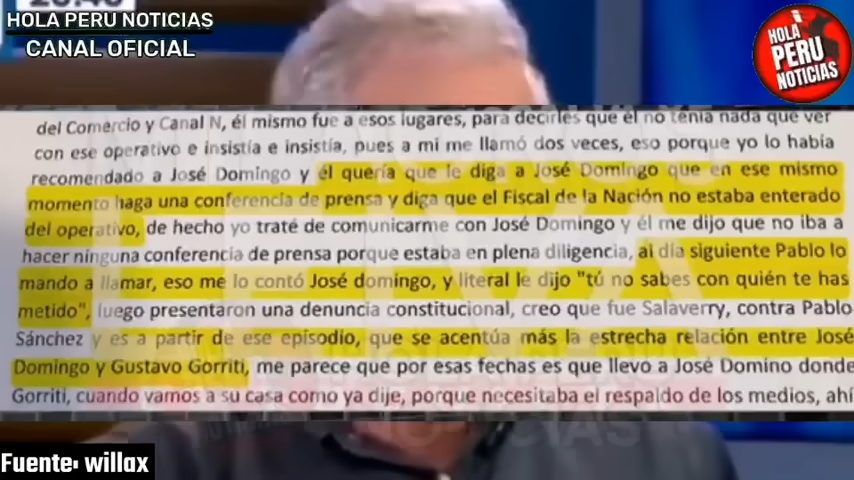 HOLA PERU NOTICIAS
CANAL OFICIAL
HOLA
PERU
NOTICIAS
del Comercio y Canal N, él mismo fue a esos lugares, para decirles que él no tenía nada que ver
con ese operativo e insistía e insistía, pues a mi me llamó dos veces, eso porque yo lo había
recomendado a José Domingo y él quería que le diga a José Domingo que en ese mismo
momento haga una conferencia de prensa y diga que el Fiscal de la Nación no estaba enterado
del operativo, de hecho yo traté de comunicarme con José Domingo y él me dijo que no iba a
hacer ninguna conferencia de prensa porque estaba en plena diligencia, al día siguiente Pablo lo
mando a llamar, eso me lo contó José domingo, y literal le dijo "tú no sabes con quién te has
metido", luego presentaron una denuncia constitucional, creo que fue Salaverry, contra Pablo
Sánchez y es a partir de ese episodio, que se acentúa más la estrecha relación entre José
Domingo y Gustavo Gorriti, me parece que por esas fechas es que llevo a José Domino donde
Gorriti, cuando vamos a su casa como ya dije, porque necesitaba el respaldo de los medios, ahí
Fuente: willax